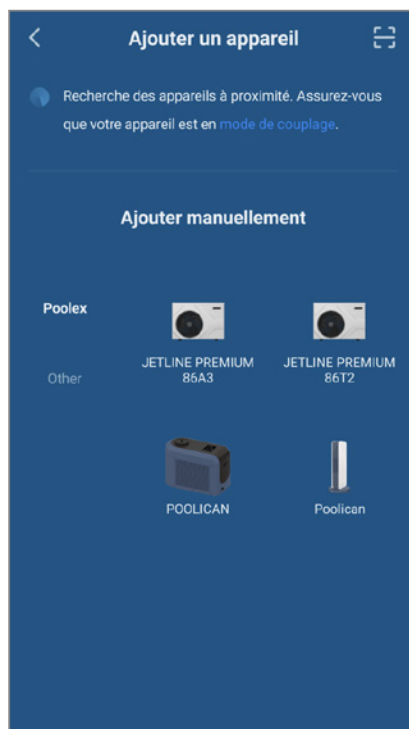 Ajouter un appareil
Recherche des appareils à proximité. Assurez-vous
que votre appareil est en mode de couplage.
Ajouter manuellement
Poolex
Other
JETLINE PREMIUM
86A3
JETLINE PREMIUM
86T2
POOLICAN
Poolican